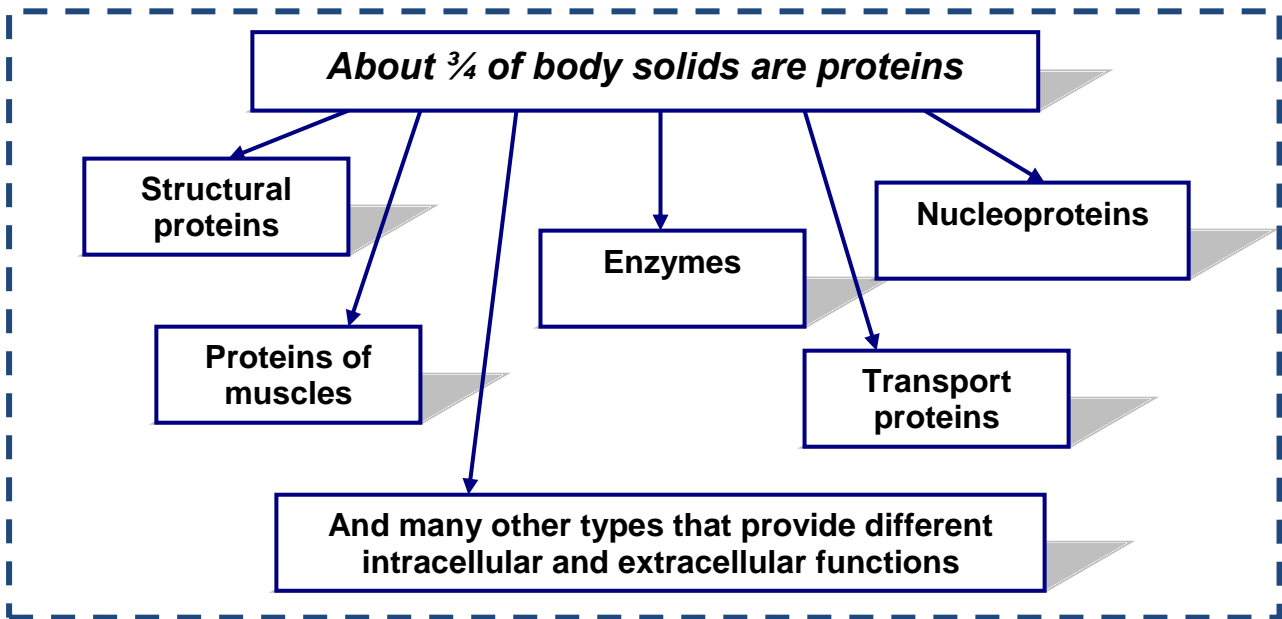 About ¾ of body solids are proteins
Structural
proteins
Nucleoproteins
Enzymes
Proteins of
muscles
Transport
proteins
And many other types that provide different
intracellular and extracellular functions